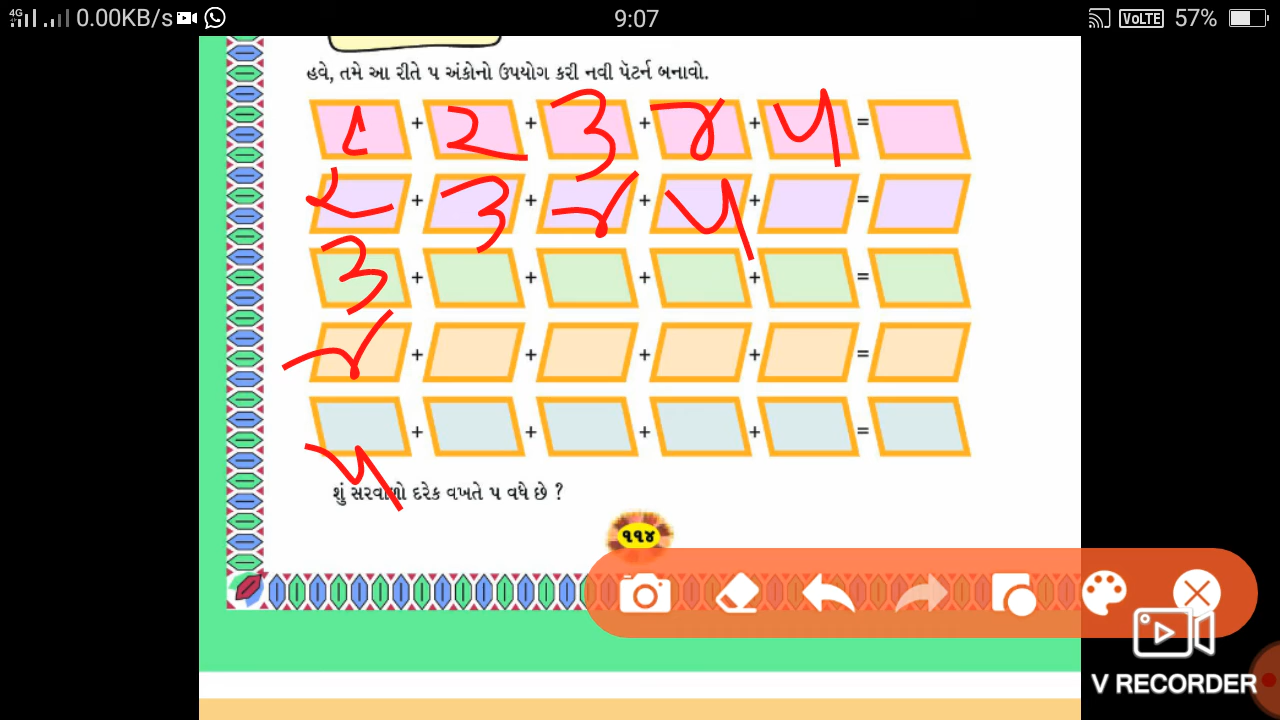 4G 0.00KB/s 9:07 VoLTE 57%
હવે, તમે આ રીતે ૫ અંકોનો ઉપયોગ કરી નવી પૅટર્ન બનાવો.
૧ + ૨ + ૩ + ૪ + ૫ =
૨ + ૩ + ૪ + ૫ + =
૩ + + + + =
૪ + + + + =
૫ + + + + =
શું સરવાળો દરેક વખતે ૫ વધે છે ?
૧૧૪
V RECORDER